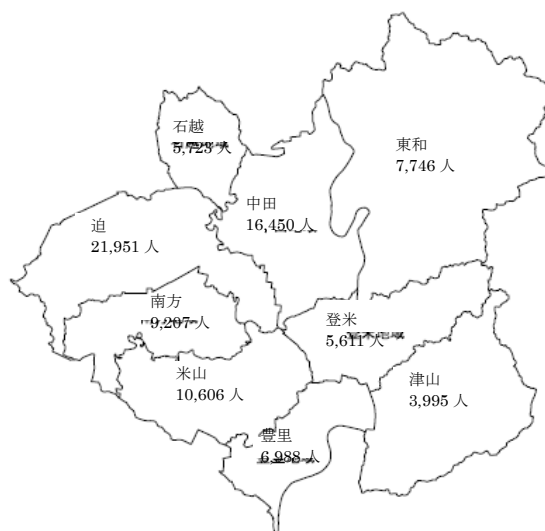 石越
5,723 人
東和
7,746 人
中田
16,450 人
迫
21,951 人
南方
9,207 人
登米
5,611 人
米山
10,606 人
津山
3,995 人
豊里
6,988 人